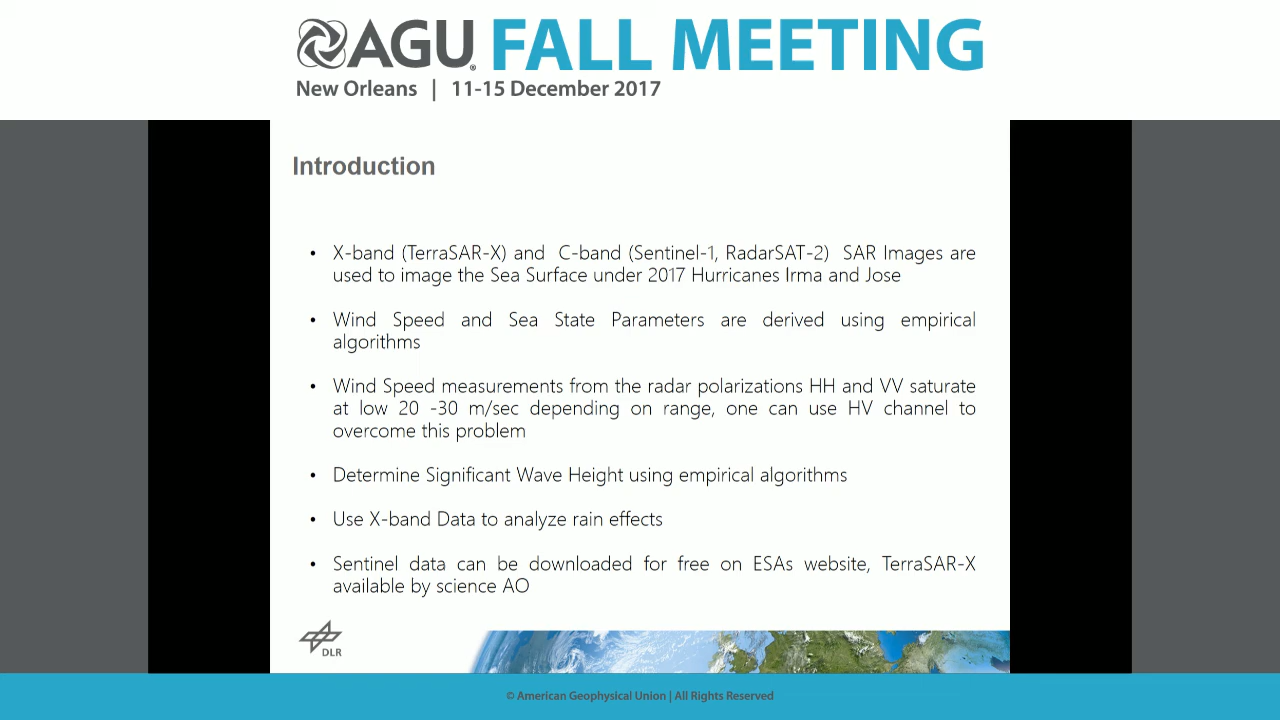 AGU FALL MEETING
New Orleans | 11-15 December 2017
Introduction
• X-band (TerraSAR-X) and C-band (Sentinel-1, RadarSAT-2) SAR Images are
used to image the Sea Surface under 2017 Hurricanes Irma and Jose
• Wind Speed and Sea State Parameters are derived using empirical
algorithms
• Wind Speed measurements from the radar polarizations HH and VV saturate
at low 20 -30 m/sec depending on range, one can use HV channel to
overcome this problem
• Determine Significant Wave Height using empirical algorithms
• Use X-band Data to analyze rain effects
• Sentinel data can be downloaded for free on ESAs website, TerraSAR-X
available by science AO
DLR
© American Geophysical Union | All Rights Reserved